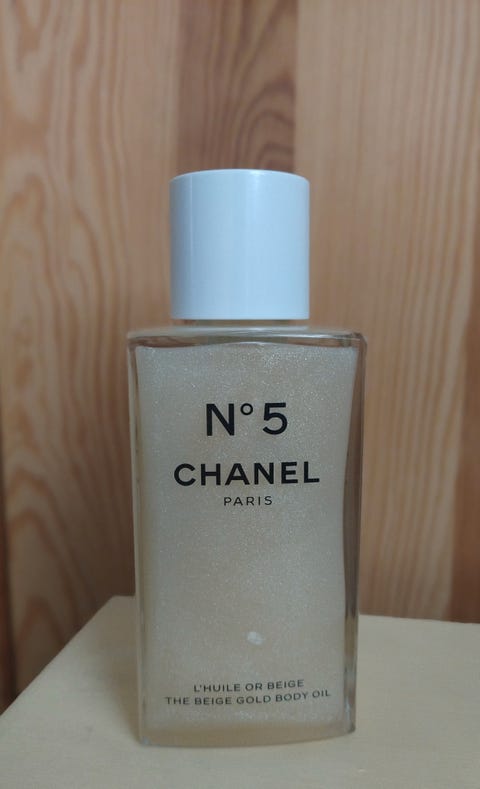 N° 5
CHANEL
PARIS
L'HUILE OR BEIGE
THE BEIGE GOLD BODY OIL